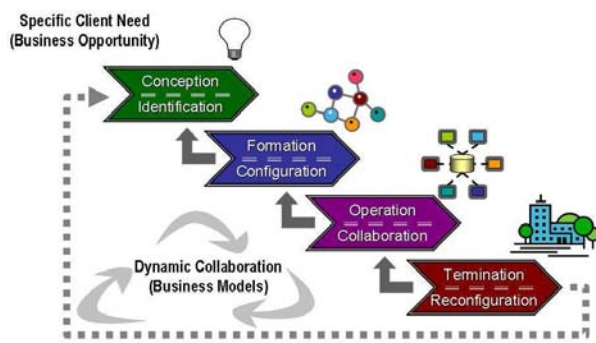 Specific Client Need
(Business Opportunity)
Conception
Identification
Formation
Configuration
Operation
Collaboration
Dynamic Collaboration
(Business Models)
Termination
Reconfiguration